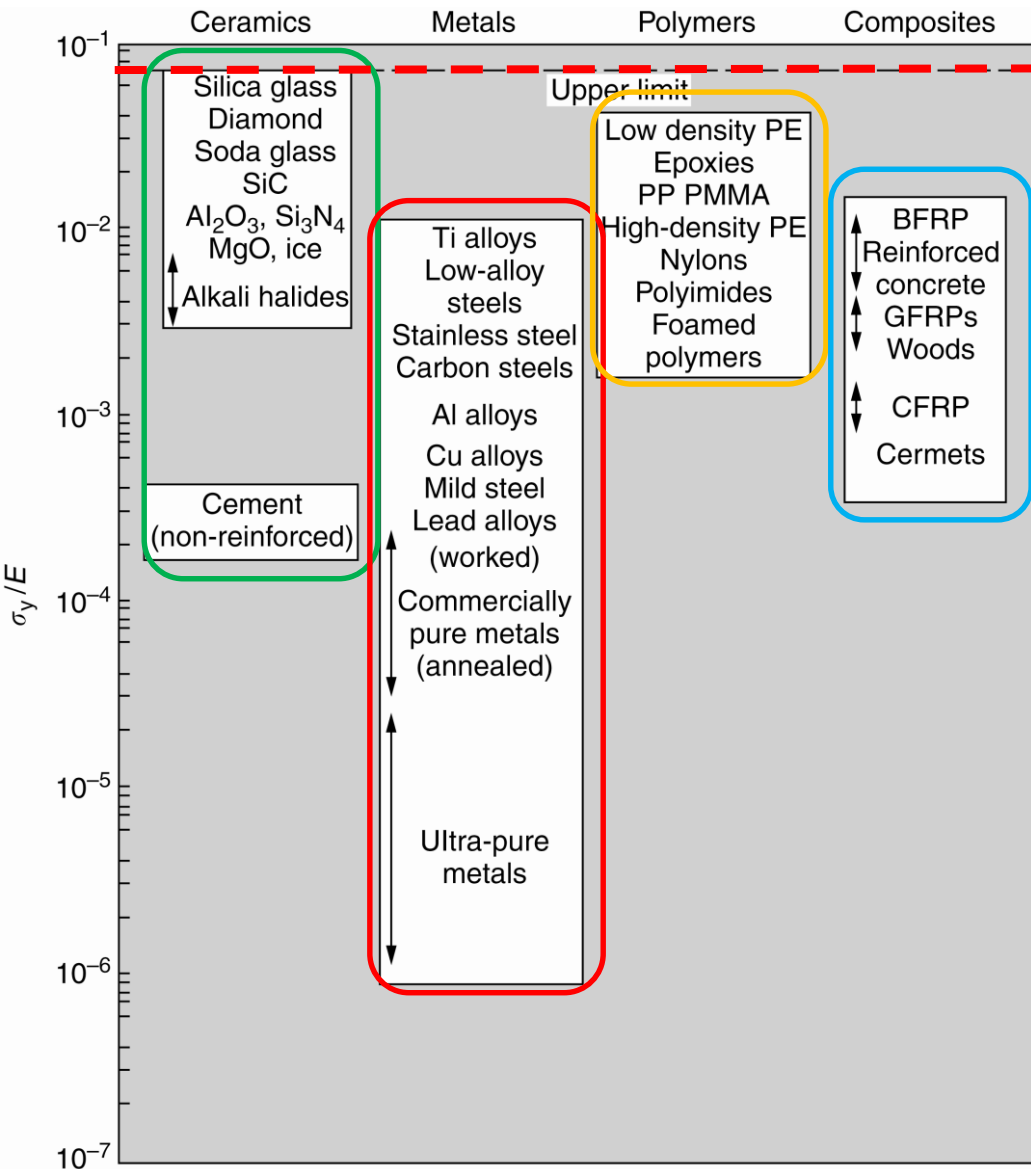 Ceramics Metals Polymers Composites
10⁻¹
10⁻²
10⁻³
10⁻⁴
10⁻⁵
10⁻⁶
10⁻⁷
σy/E
Upper limit
Silica glass
Diamond
Soda glass
SiC
Al₂O₃, Si₃N₄
MgO, ice
Alkali halides
Cement
(non-reinforced)
Ti alloys
Low-alloy
steels
Stainless steel
Carbon steels
Al alloys
Cu alloys
Mild steel
Lead alloys
(worked)
Commercially
pure metals
(annealed)
Ultra-pure
metals
Low density PE
Epoxies
PP PMMA
High-density PE
Nylons
Polyimides
Foamed
polymers
BFRP
Reinforced
concrete
GFRPs
Woods
CFRP
Cermets